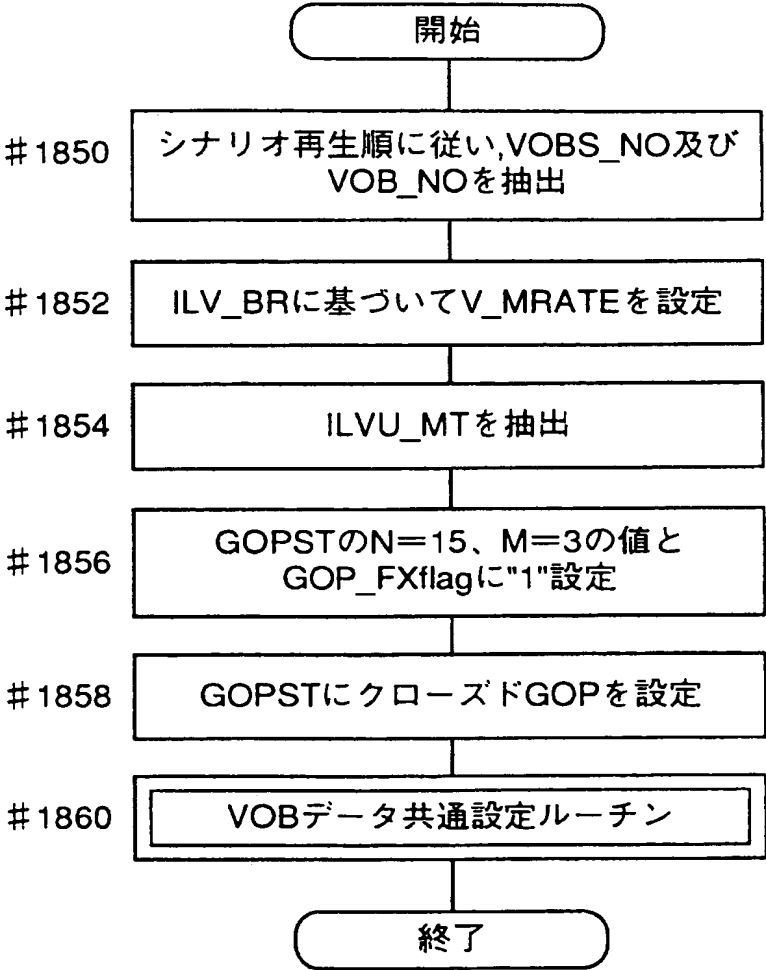 開始
#1850
シナリオ再生順に従い,VOBS_NO及び
VOB_NOを抽出
#1852
ILV_BRに基づいてV_MRATEを設定
#1854
ILVU_MTを抽出
#1856
GOPSTのN=15、M=3の値と
GOP_FXflagに"1"設定
#1858
GOPSTにクローズドGOPを設定
#1860
VOBデータ共通設定ルーチン
終了